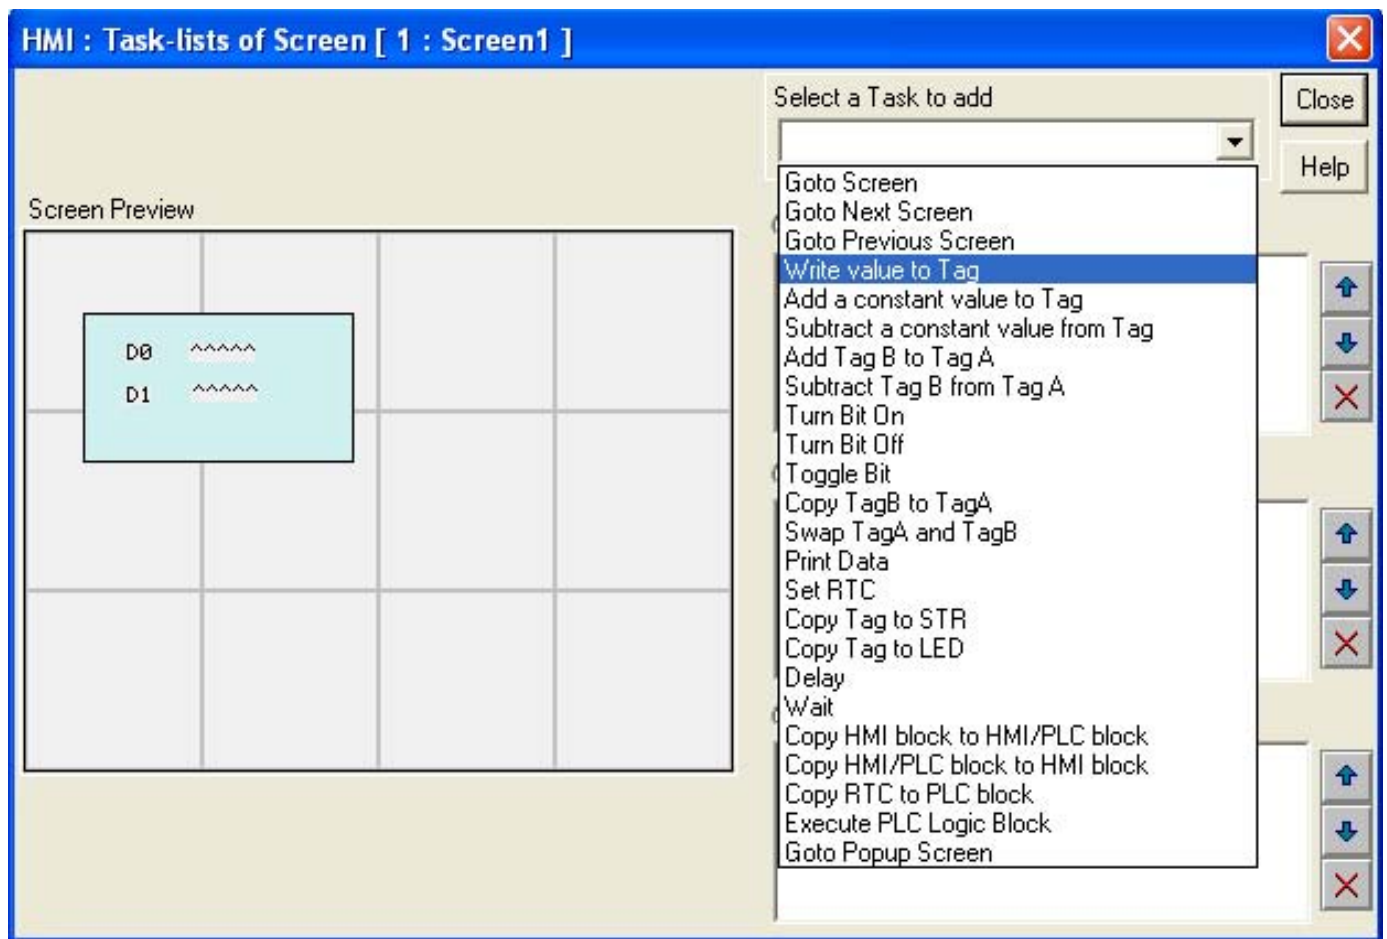 HMI : Task-lists of Screen [ 1 : Screen1 ]
Select a Task to add
Close
Help
Screen Preview
D0 ^^^^^
D1 ^^^^^
Goto Screen
Goto Next Screen
Goto Previous Screen
Write value to Tag
Add a constant value to Tag
Subtract a constant value from Tag
Add Tag B to Tag A
Subtract Tag B from Tag A
Turn Bit On
Turn Bit Off
Toggle Bit
Copy TagB to TagA
Swap TagA and TagB
Print Data
Set RTC
Copy Tag to STR
Copy Tag to LED
Delay
Wait
Copy HMI block to HMI/PLC block
Copy HMI/PLC block to HMI block
Copy RTC to PLC block
Execute PLC Logic Block
Goto Popup Screen